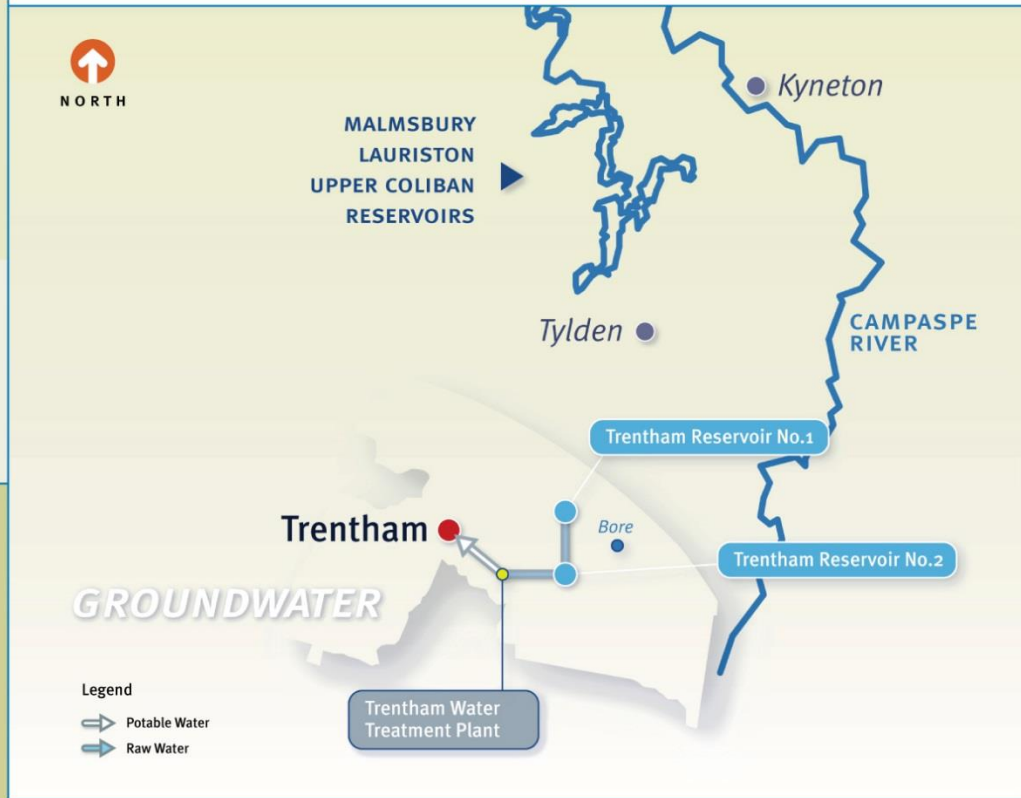 NORTH
MALMSBURY
LAURISTON
UPPER COLIBAN
RESERVOIRS
Kyneton
Tylden
CAMPASPE
RIVER
Trentham Reservoir No.1
Trentham
Bore
Trentham Reservoir No.2
GROUNDWATER
Legend
Potable Water
Raw Water
Trentham Water
Treatment Plant